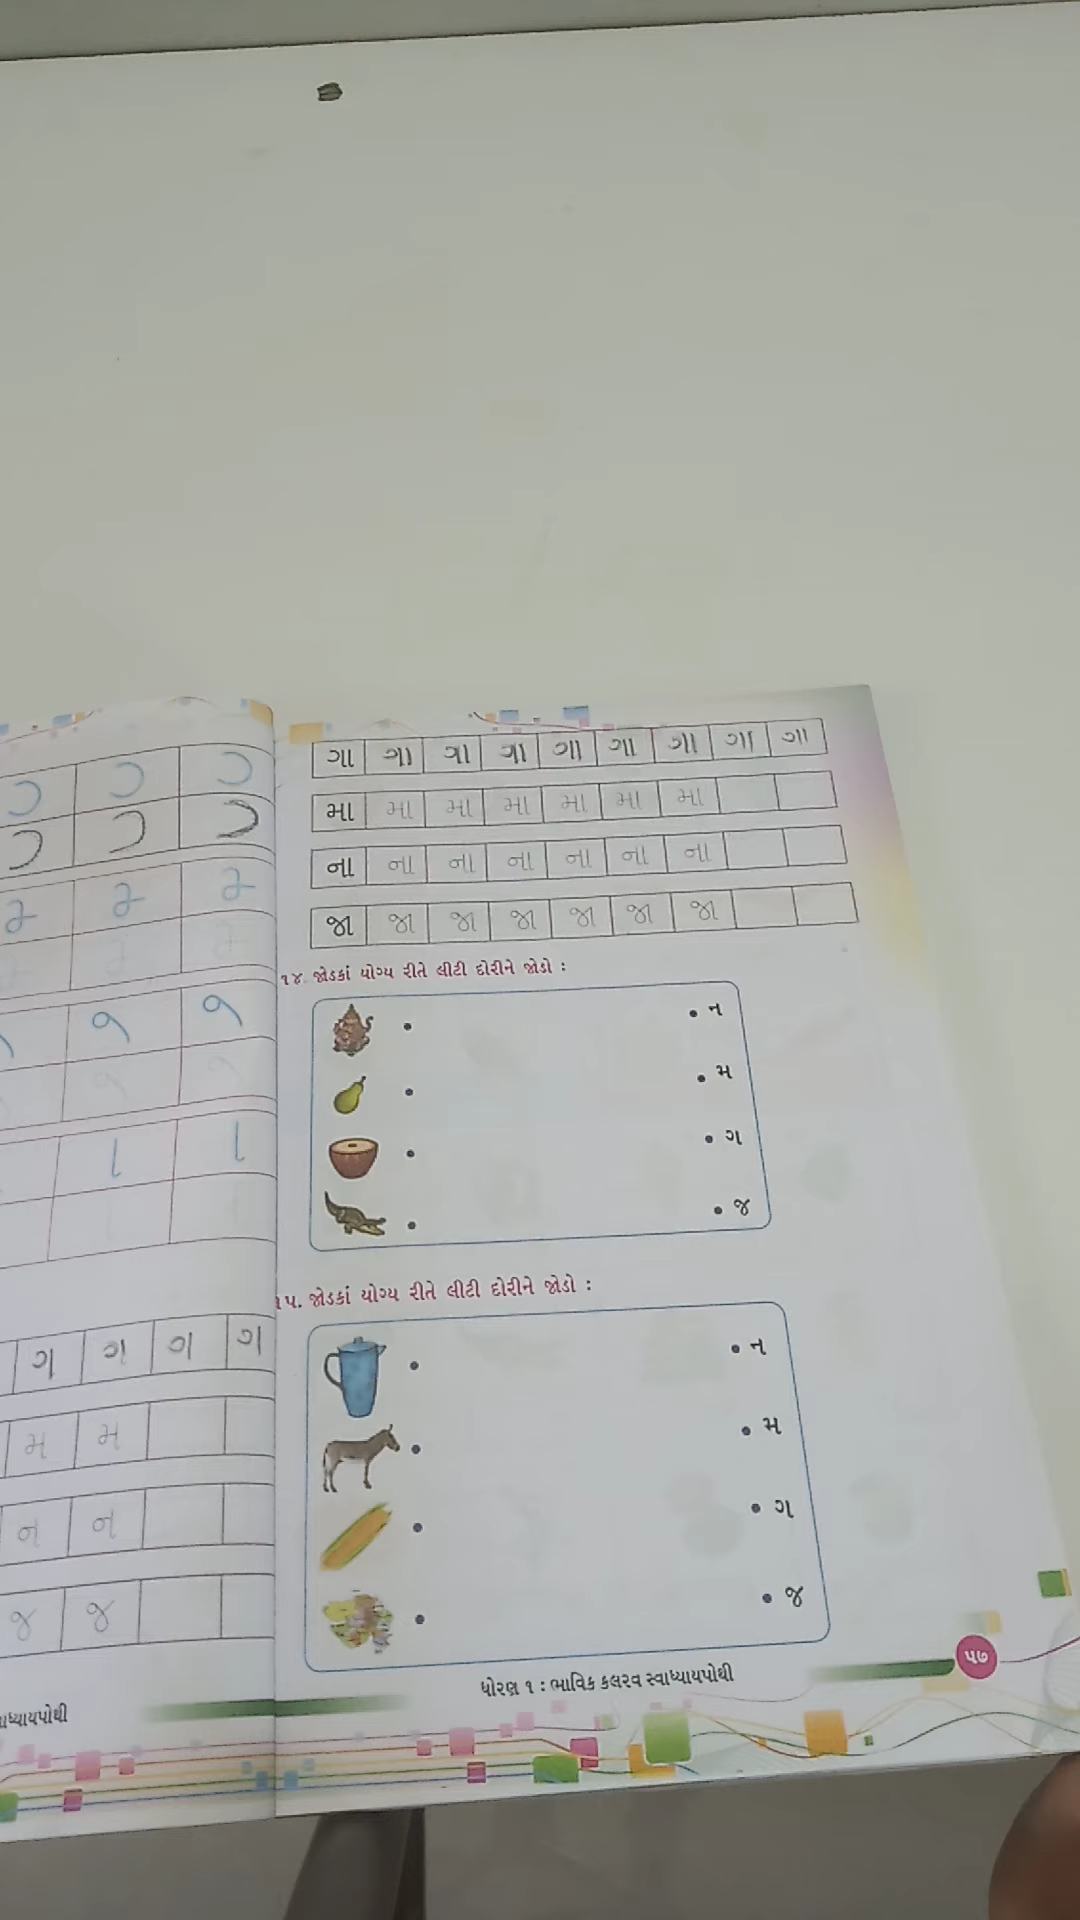 ગા ગા ગા ગા ગા ગા ગા ગા ગા
મા મા મા મા મા મા મા
ના ના ના ના ના ના ના
જા જા જા જા જા જા જા
૧૪. જોડકાં યોગ્ય રીતે લીટી દોરીને જોડો :
ન
મ
ગ
જ
૧૫. જોડકાં યોગ્ય રીતે લીટી દોરીને જોડો :
ન
મ
ગ
જ
ધોરણ ૧ : ભાવિક કલરવ સ્વાધ્યાયપોથી
૫૭
ગ ગ ગ ગ
મ મ
ન ન
જ જ